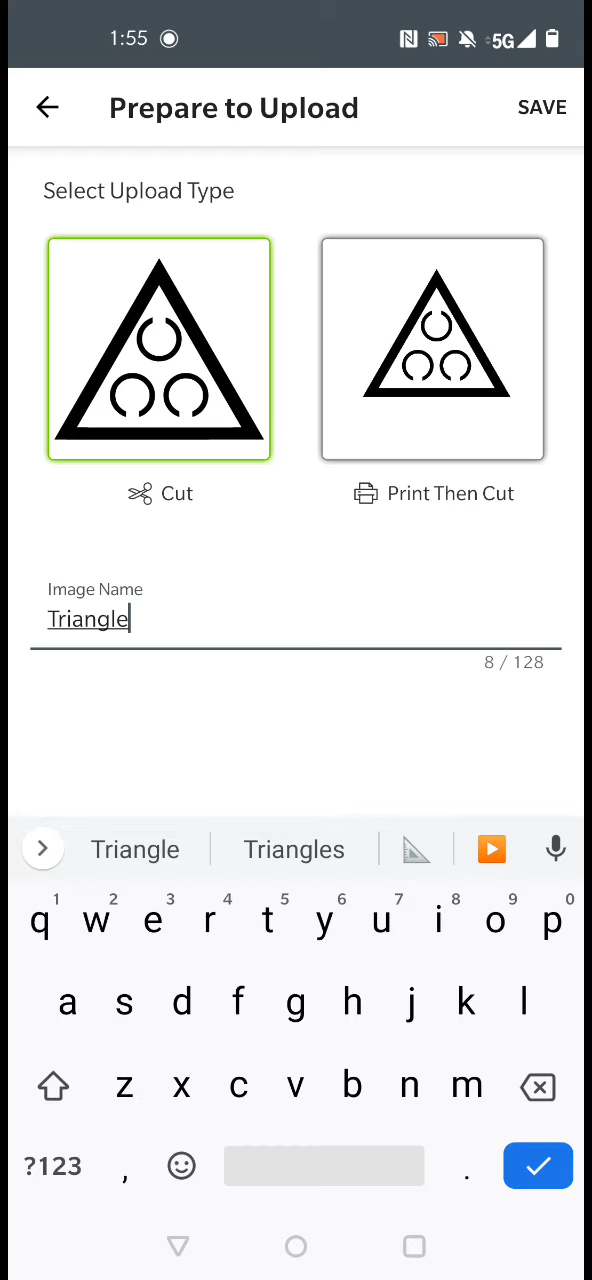 1:55 5G
Prepare to Upload SAVE
Select Upload Type
Cut Print Then Cut
Image Name
Triangle
8 / 128
Triangle Triangles
1 2 3 4 5 6 7 8 9 0
q w e r t y u i o p
a s d f g h j k l
z x c v b n m
?123 , .